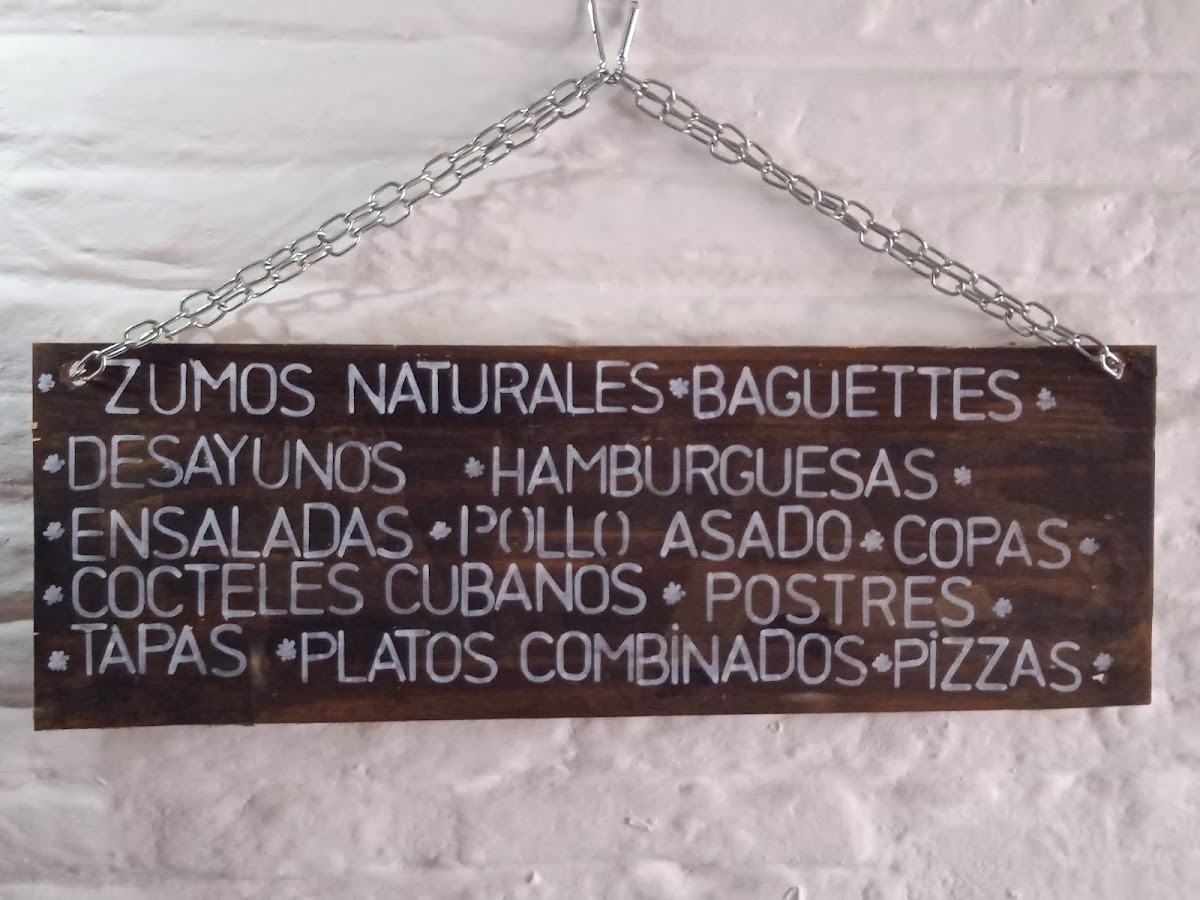 * ZUMOS NATURALES * BAGUETTES *
* DESAYUNOS * HAMBURGUESAS *
* ENSALADAS * POLLO ASADO * COPAS *
* COCTELES CUBANOS * POSTRES *
* TAPAS * PLATOS COMBINADOS * PIZZAS *